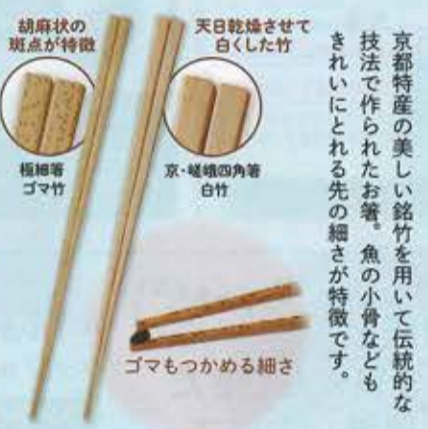 京都特産の美しい銘竹を用いて伝統的な
技法で作られたお箸。魚の小骨なども
きれいにとれる先の細さが特徴です。
胡麻状の
斑点が特徴
極細箸
ゴマ竹
天日乾燥させて
白くした竹
京・嵯峨四角箸
白竹
ゴマもつかめる細さ